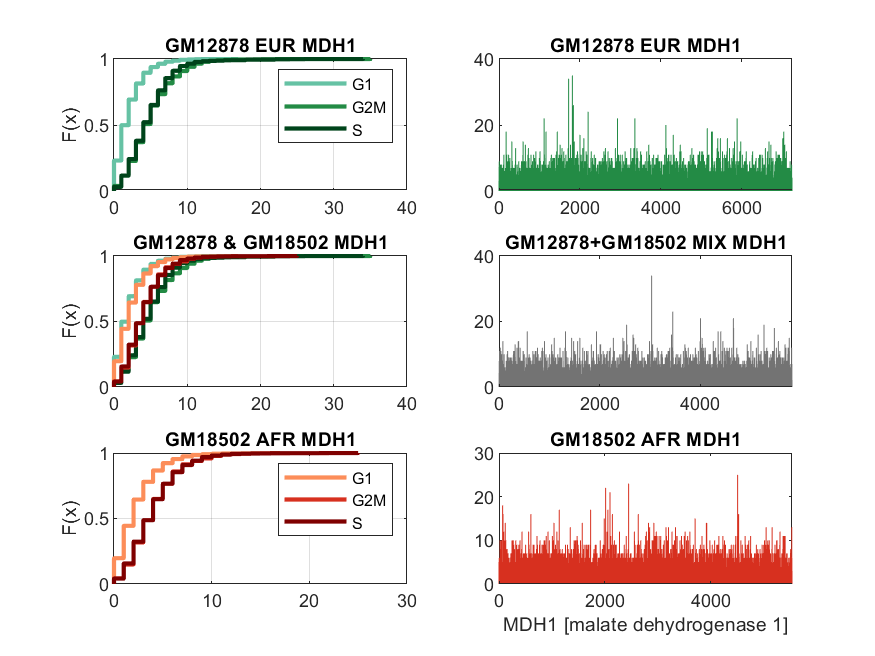 GM12878 EUR MDH1
1
0.5
0
F(x)
0
10
20
30
40
G1
G2M
S
GM12878 EUR MDH1
40
20
0
0
2000
4000
6000
GM12878 & GM18502 MDH1
1
0.5
0
F(x)
0
10
20
30
40
GM12878+GM18502 MIX MDH1
40
20
0
0
2000
4000
GM18502 AFR MDH1
1
0.5
0
F(x)
0
10
20
30
G1
G2M
S
GM18502 AFR MDH1
30
20
10
0
0
2000
4000
MDH1 [malate dehydrogenase 1]